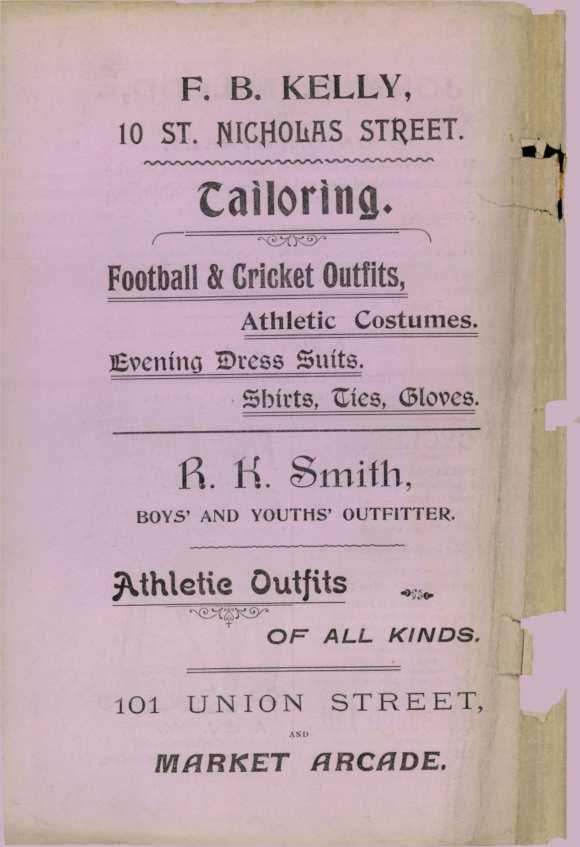 F. B. KELLY,
10 ST. NICHOLAS STREET.
Tailoring.
Football & Cricket Outfits,
Athletic Costumes.
Evening Dress Suits.
Shirts, Ties, Gloves.
R. K. Smith,
BOYS' AND YOUTHS' OUTFITTER.
Athletic Outfits
OF ALL KINDS.
101 UNION STREET,
AND
MARKET ARCADE.